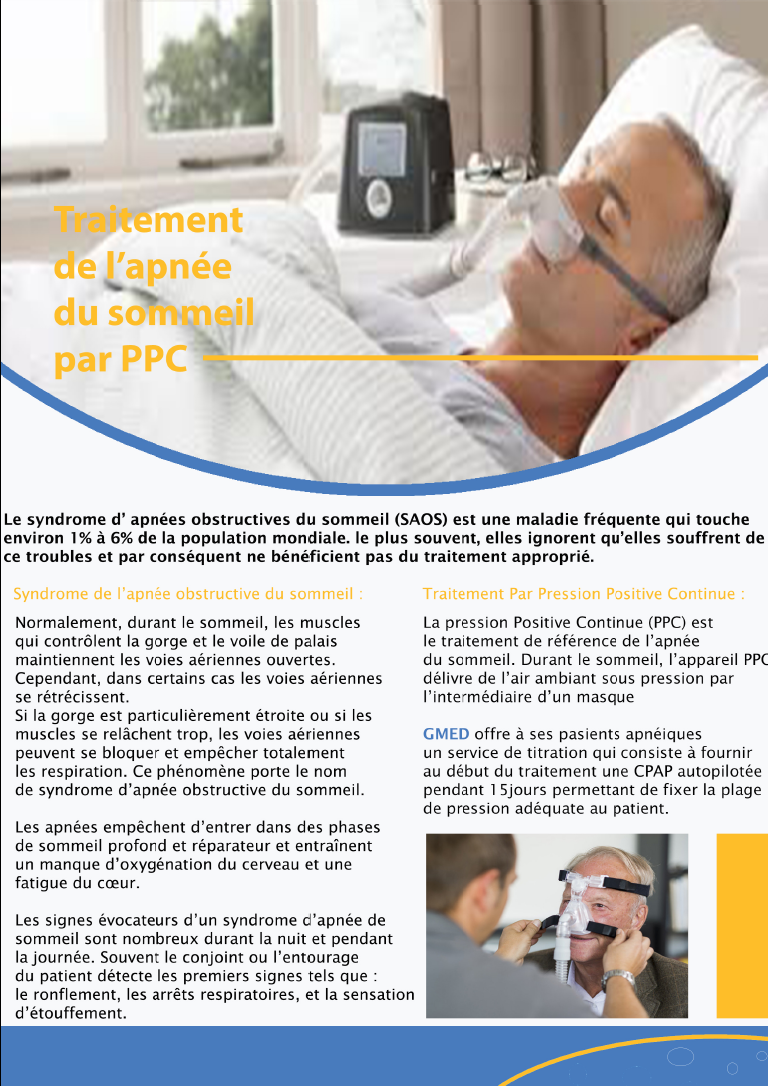 Traitement
de l'apnée
du sommeil
par PPC
Le syndrome d' apnées obstructives du sommeil (SAOS) est une maladie fréquente qui touche
environ 1% à 6% de la population mondiale. le plus souvent, elles ignorent qu'elles souffrent de
ce troubles et par conséquent ne bénéficient pas du traitement approprié.
Syndrome de l'apnée obstructive du sommeil :
Normalement, durant le sommeil, les muscles
qui contrôlent la gorge et le voile de palais
maintiennent les voies aériennes ouvertes.
Cependant, dans certains cas les voies aériennes
se rétrécissent.
Si la gorge est particulièrement étroite ou si les
muscles se relâchent trop, les voies aériennes
peuvent se bloquer et empêcher totalement
les respiration. Ce phénomène porte le nom
de syndrome d'apnée obstructive du sommeil.
Les apnées empêchent d'entrer dans des phases
de sommeil profond et réparateur et entraînent
un manque d'oxygénation du cerveau et une
fatigue du cœur.
Les signes évocateurs d'un syndrome d'apnée de
sommeil sont nombreux durant la nuit et pendant
la journée. Souvent le conjoint ou l'entourage
du patient détecte les premiers signes tels que :
le ronflement, les arrêts respiratoires, et la sensation
d'étouffement.
Traitement Par Pression Positive Continue :
La pression Positive Continue (PPC) est
le traitement de référence de l'apnée
du sommeil. Durant le sommeil, l'appareil PPC
délivre de l'air ambiant sous pression par
l'intermédiaire d'un masque
GMED offre à ses pasients apnéiques
un service de titration qui consiste à fournir
au début du traitement une CPAP autopilotée
pendant 15jours permettant de fixer la plage
de pression adéquate au patient.